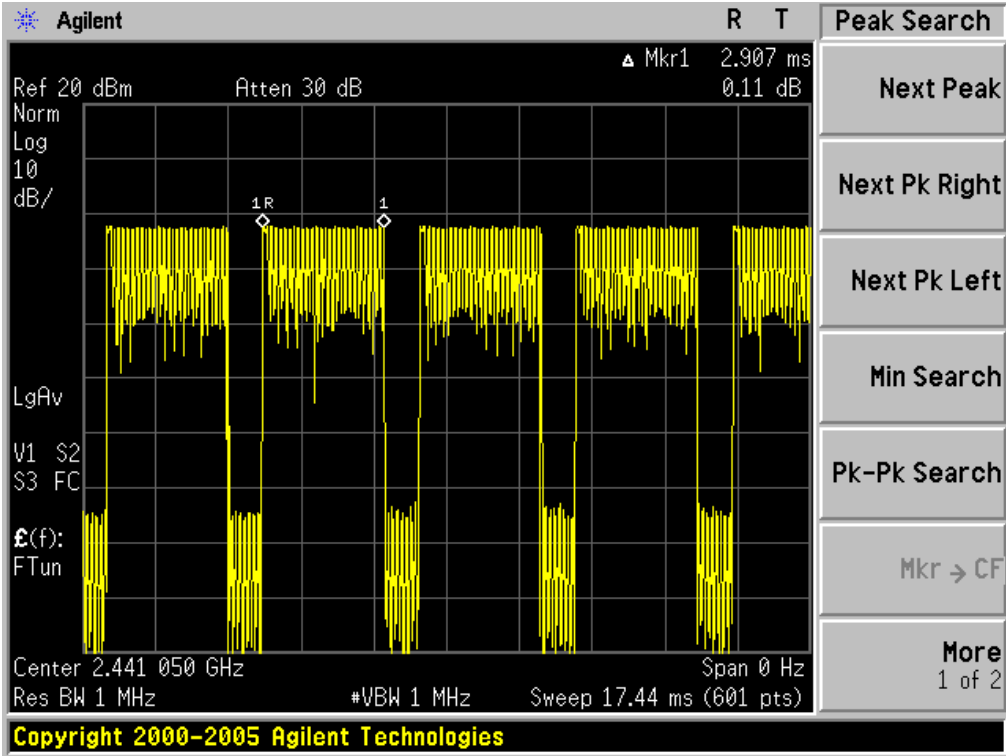 Agilent R T Peak Search
Δ Mkr1 2.907 ms
Ref 20 dBm Atten 30 dB 0.11 dB
Norm
Log
10
dB/
1R 1
LgAv
V1 S2
S3 FC
£(f):
FTun
Center 2.441 050 GHz Span 0 Hz
Res BW 1 MHz #VBW 1 MHz Sweep 17.44 ms (601 pts)
Copyright 2000-2005 Agilent Technologies
Next Peak
Next Pk Right
Next Pk Left
Min Search
Pk-Pk Search
Mkr → CF
More
1 of 2